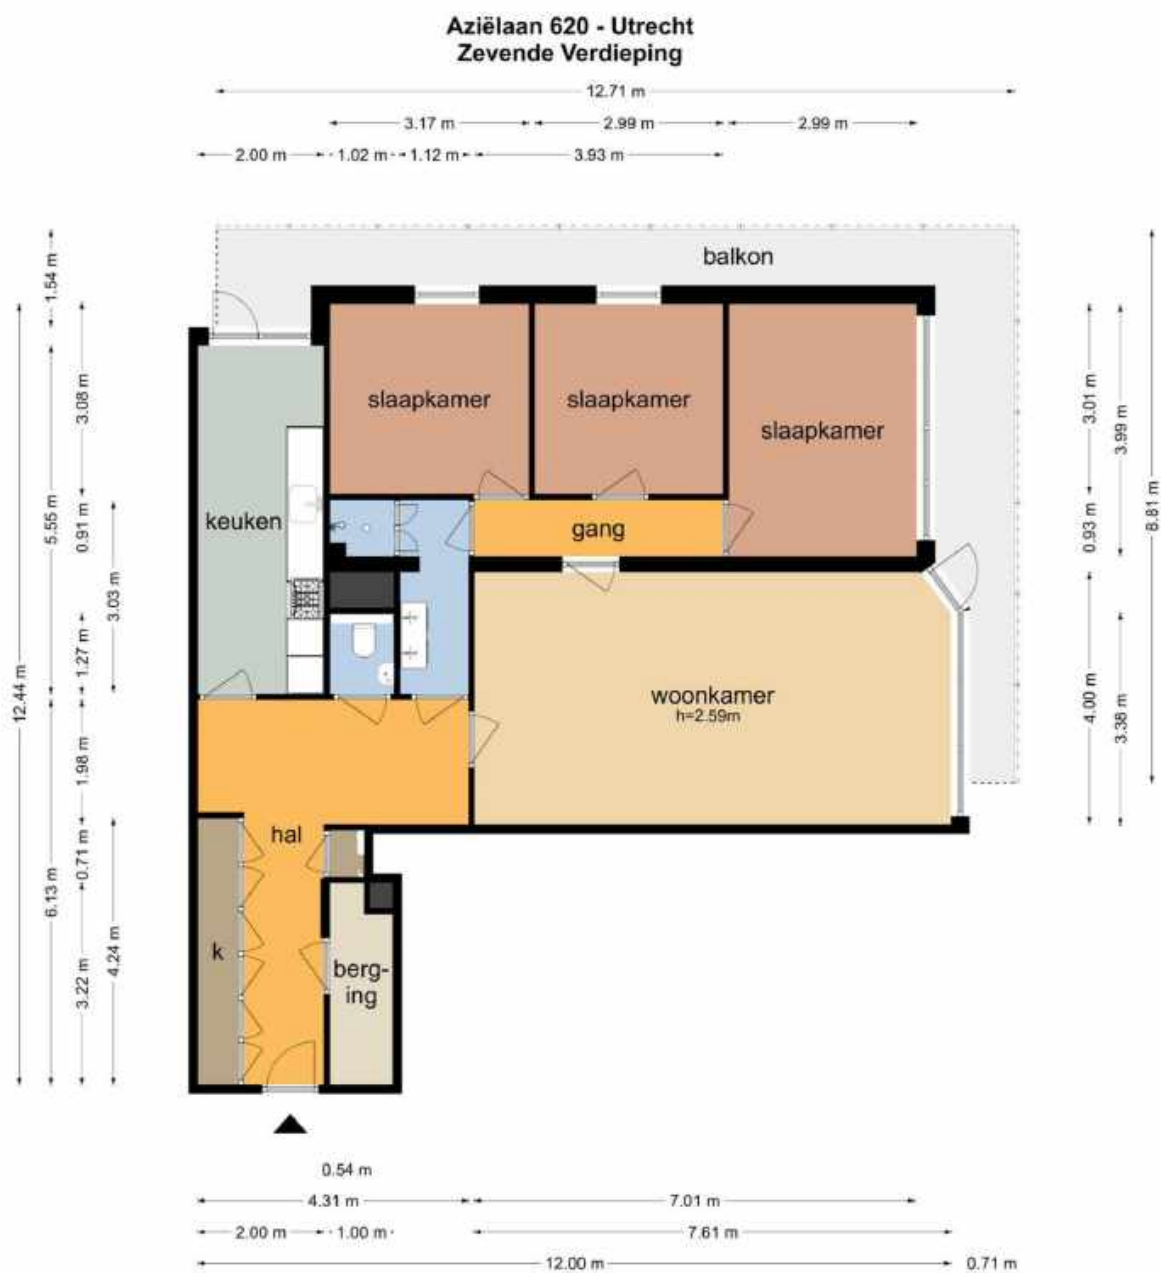 Aziëlaan 620 - Utrecht
Zevende Verdieping
12.71 m
3.17 m 2.99 m 2.99 m
2.00 m 1.02 m 1.12 m 3.93 m
balkon
1.54 m
8.81 m
slaapkamer
slaapkamer
slaapkamer
3.08 m
3.01 m
3.99 m
keuken
gang
5.55 m
0.91 m
0.93 m
3.03 m
1.27 m
12.44 m
woonkamer
h=2.59m
4.00 m
3.38 m
1.98 m
hal
0.71 m
6.13 m
4.24 m
3.22 m
k
berg-
ing
0.54 m
4.31 m 7.01 m
2.00 m 1.00 m 7.61 m
12.00 m 0.71 m